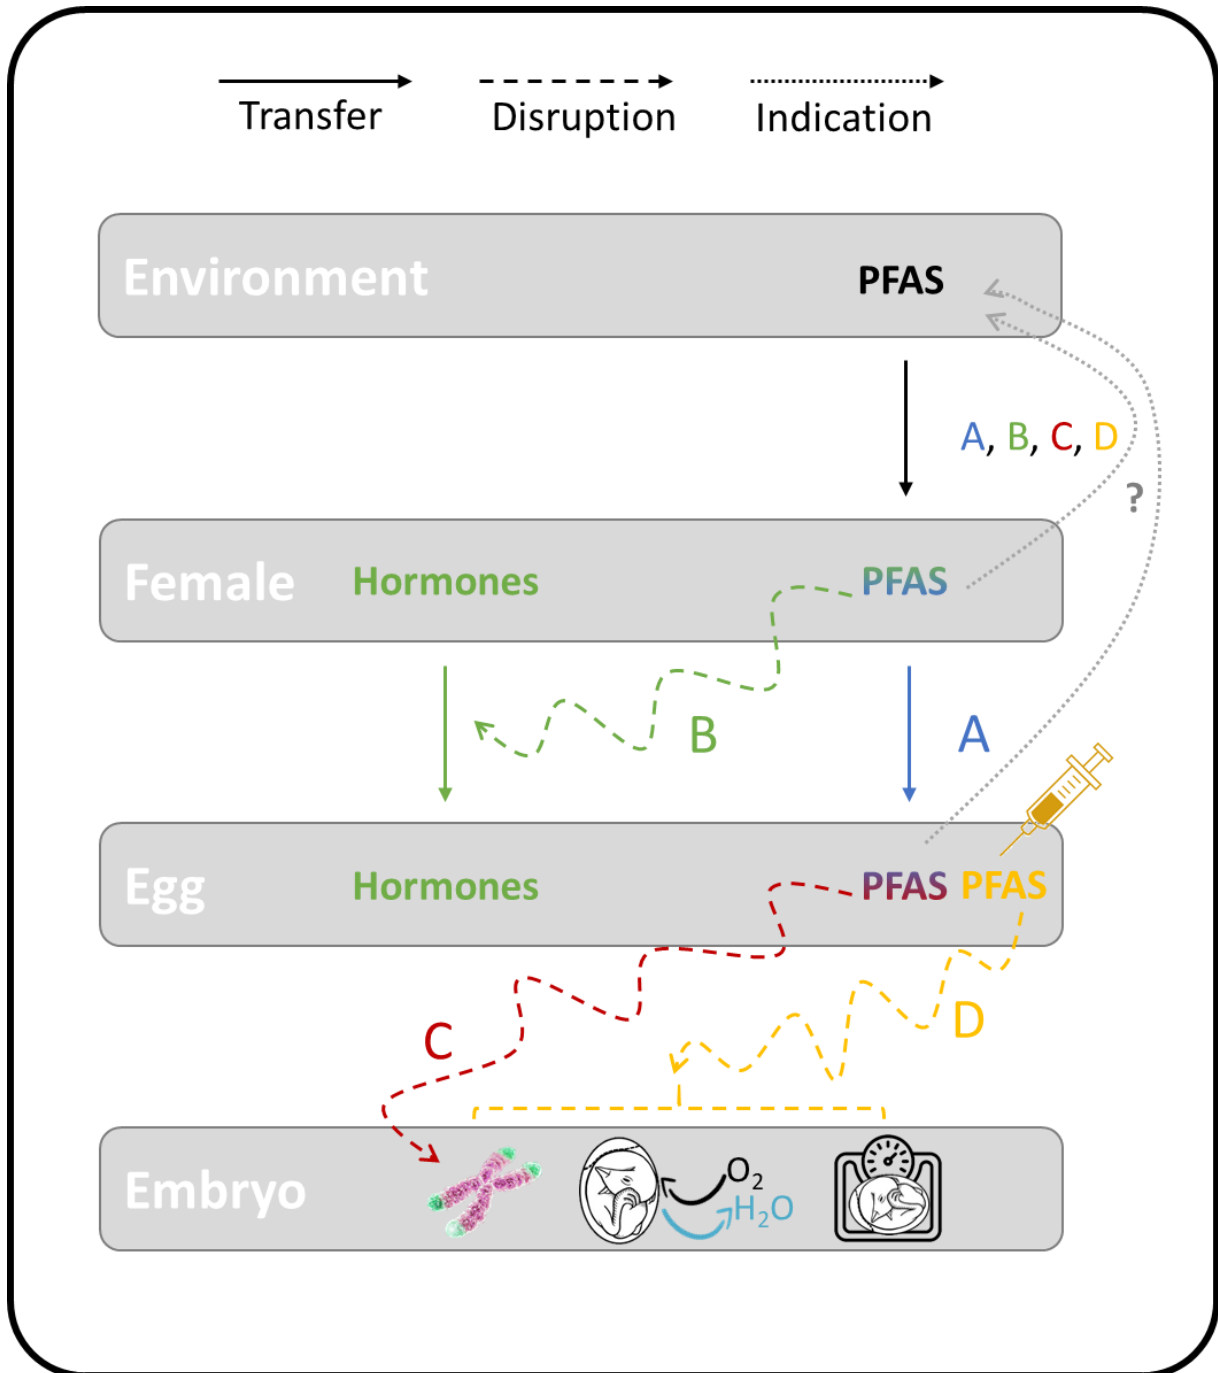 Transfer Disruption Indication
Environment PFAS
A, B, C, D
?
Female Hormones PFAS
B A
Egg Hormones PFAS PFAS
C D
Embryo O₂
H₂O